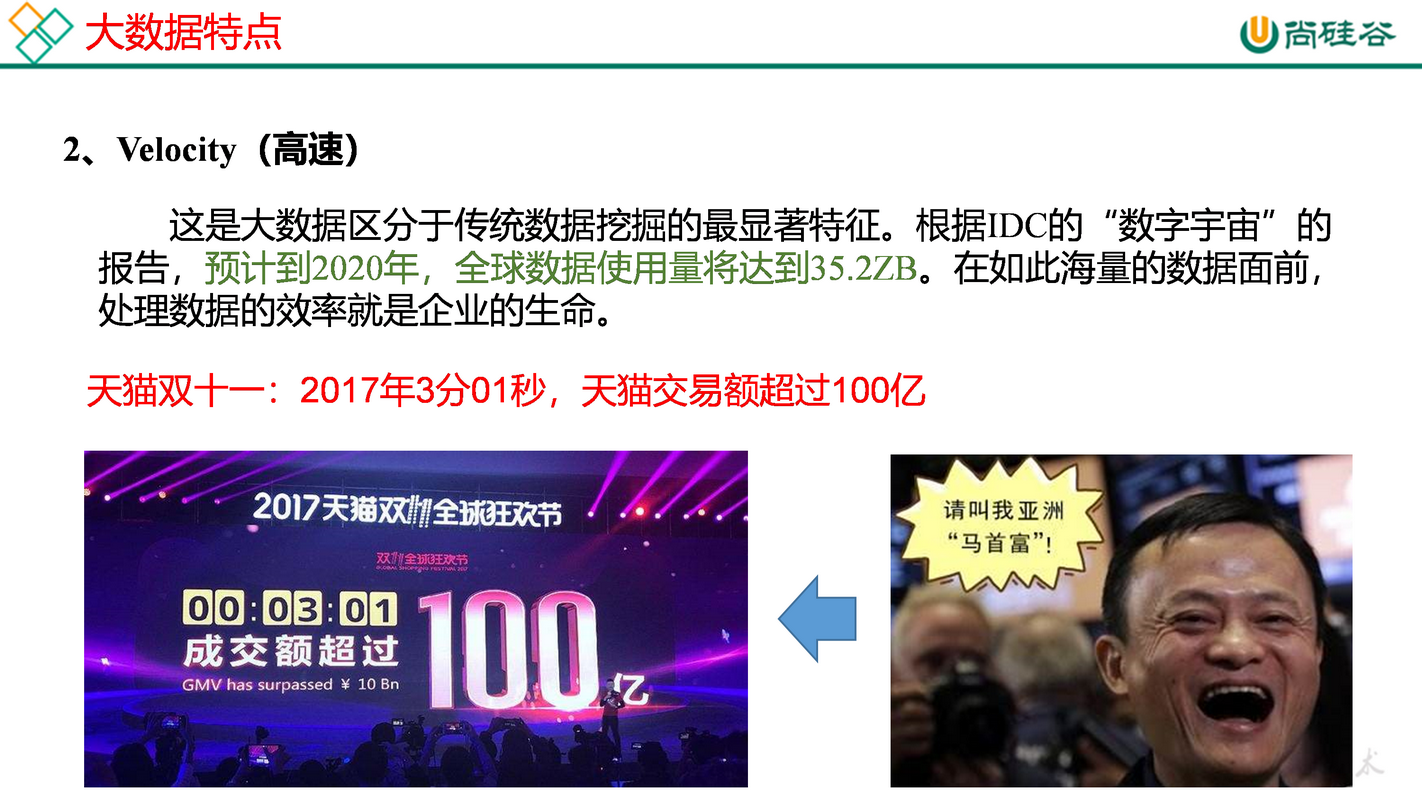 大数据特点
尚硅谷
2、Velocity（高速）
这是大数据区分于传统数据挖掘的最显著特征。根据IDC的“数字宇宙”的
报告，预计到2020年，全球数据使用量将达到35.2ZB。在如此海量的数据面前，
处理数据的效率就是企业的生命。
天猫双十一：2017年3分01秒，天猫交易额超过100亿
2017天猫双11全球狂欢节
双11全球狂欢节
GLOBAL SHOPPING FESTIVAL 2017
00:03:01
成交额超过
GMV has surpassed ¥ 10 Bn
100亿
请叫我亚洲
“马首富”！
术